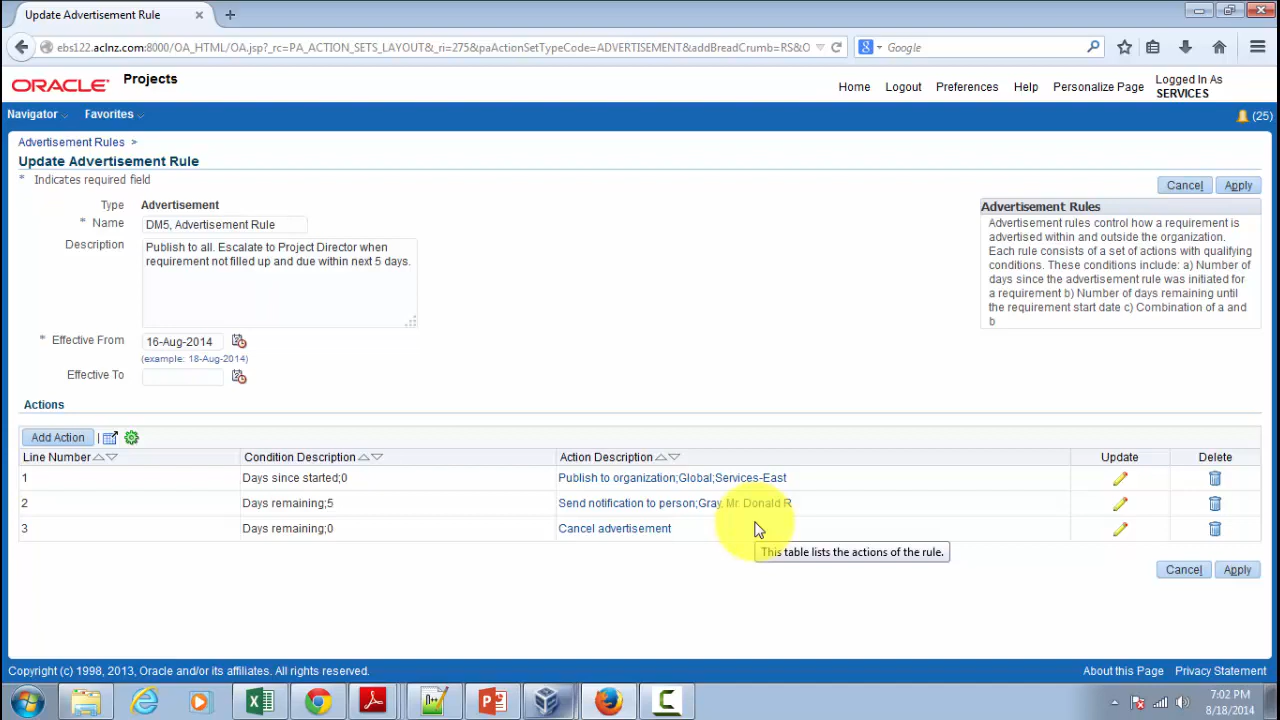 Update Advertisement Rule
ebs122.aclnz.com:8000/OA_HTML/OA.jsp?_rc=PA_ACTION_SETS_LAYOUT&_ri=275&paActionSetTypeCode=ADVERTISEMENT&addBreadCrumb=RS&O
Google
ORACLE Projects
Home Logout Preferences Help Personalize Page
Logged In As
SERVICES
Navigator Favorites (25)
Advertisement Rules >
Update Advertisement Rule
* Indicates required field
Cancel Apply
Type Advertisement
* Name DM5, Advertisement Rule
Description
Publish to all. Escalate to Project Director when
requirement not filled up and due within next 5 days.
* Effective From 16-Aug-2014
(example: 18-Aug-2014)
Effective To
Advertisement Rules
Advertisement rules control how a requirement is
advertised within and outside the organization.
Each rule consists of a set of actions with qualifying
conditions. These conditions include: a) Number of
days since the advertisement rule was initiated for
a requirement b) Number of days remaining until
the requirement start date c) Combination of a and
b
Actions
Add Action
Line Number Condition Description Action Description Update Delete
1 Days since started;0 Publish to organization;Global;Services-East
2 Days remaining;5 Send notification to person;Gray, Mr. Donald R
3 Days remaining;0 Cancel advertisement
This table lists the actions of the rule.
Cancel Apply
Copyright (c) 1998, 2013, Oracle and/or its affiliates. All rights reserved.
About this Page Privacy Statement
7:02 PM
8/18/2014